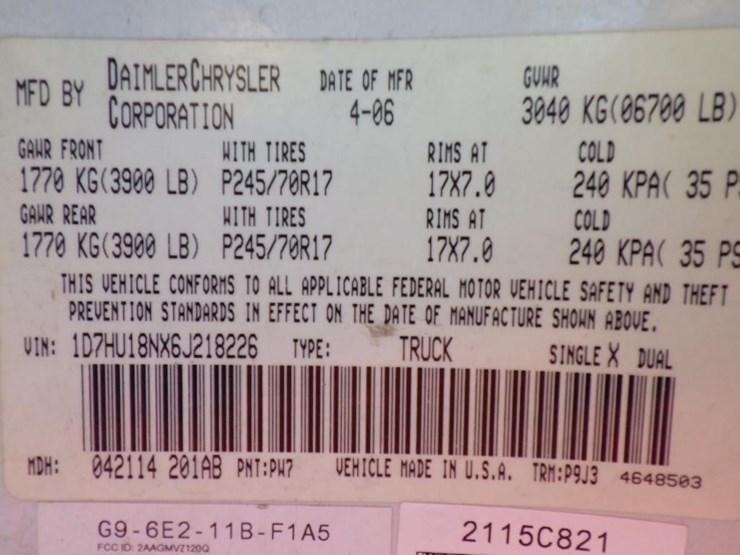 MFD BY DAIMLERCHRYSLER CORPORATION DATE OF MFR 4-06 GVWR 3040 KG(06700 LB)
GAWR FRONT WITH TIRES RIMS AT COLD
1770 KG(3900 LB) P245/70R17 17X7.0 240 KPA( 35 P
GAWR REAR WITH TIRES RIMS AT COLD
1770 KG(3900 LB) P245/70R17 17X7.0 240 KPA( 35 PS
THIS VEHICLE CONFORMS TO ALL APPLICABLE FEDERAL MOTOR VEHICLE SAFETY AND THEFT
PREVENTION STANDARDS IN EFFECT ON THE DATE OF MANUFACTURE SHOWN ABOVE.
VIN: 1D7HU18NX6J218226 TYPE: TRUCK SINGLE X DUAL
MDH: 042114 201AB PNT:PW7 VEHICLE MADE IN U.S.A. TRM:P9J3 4648503
G9-6E2-11B-F1A5 2115C821
FCC ID: 2AAGMVZ120Q